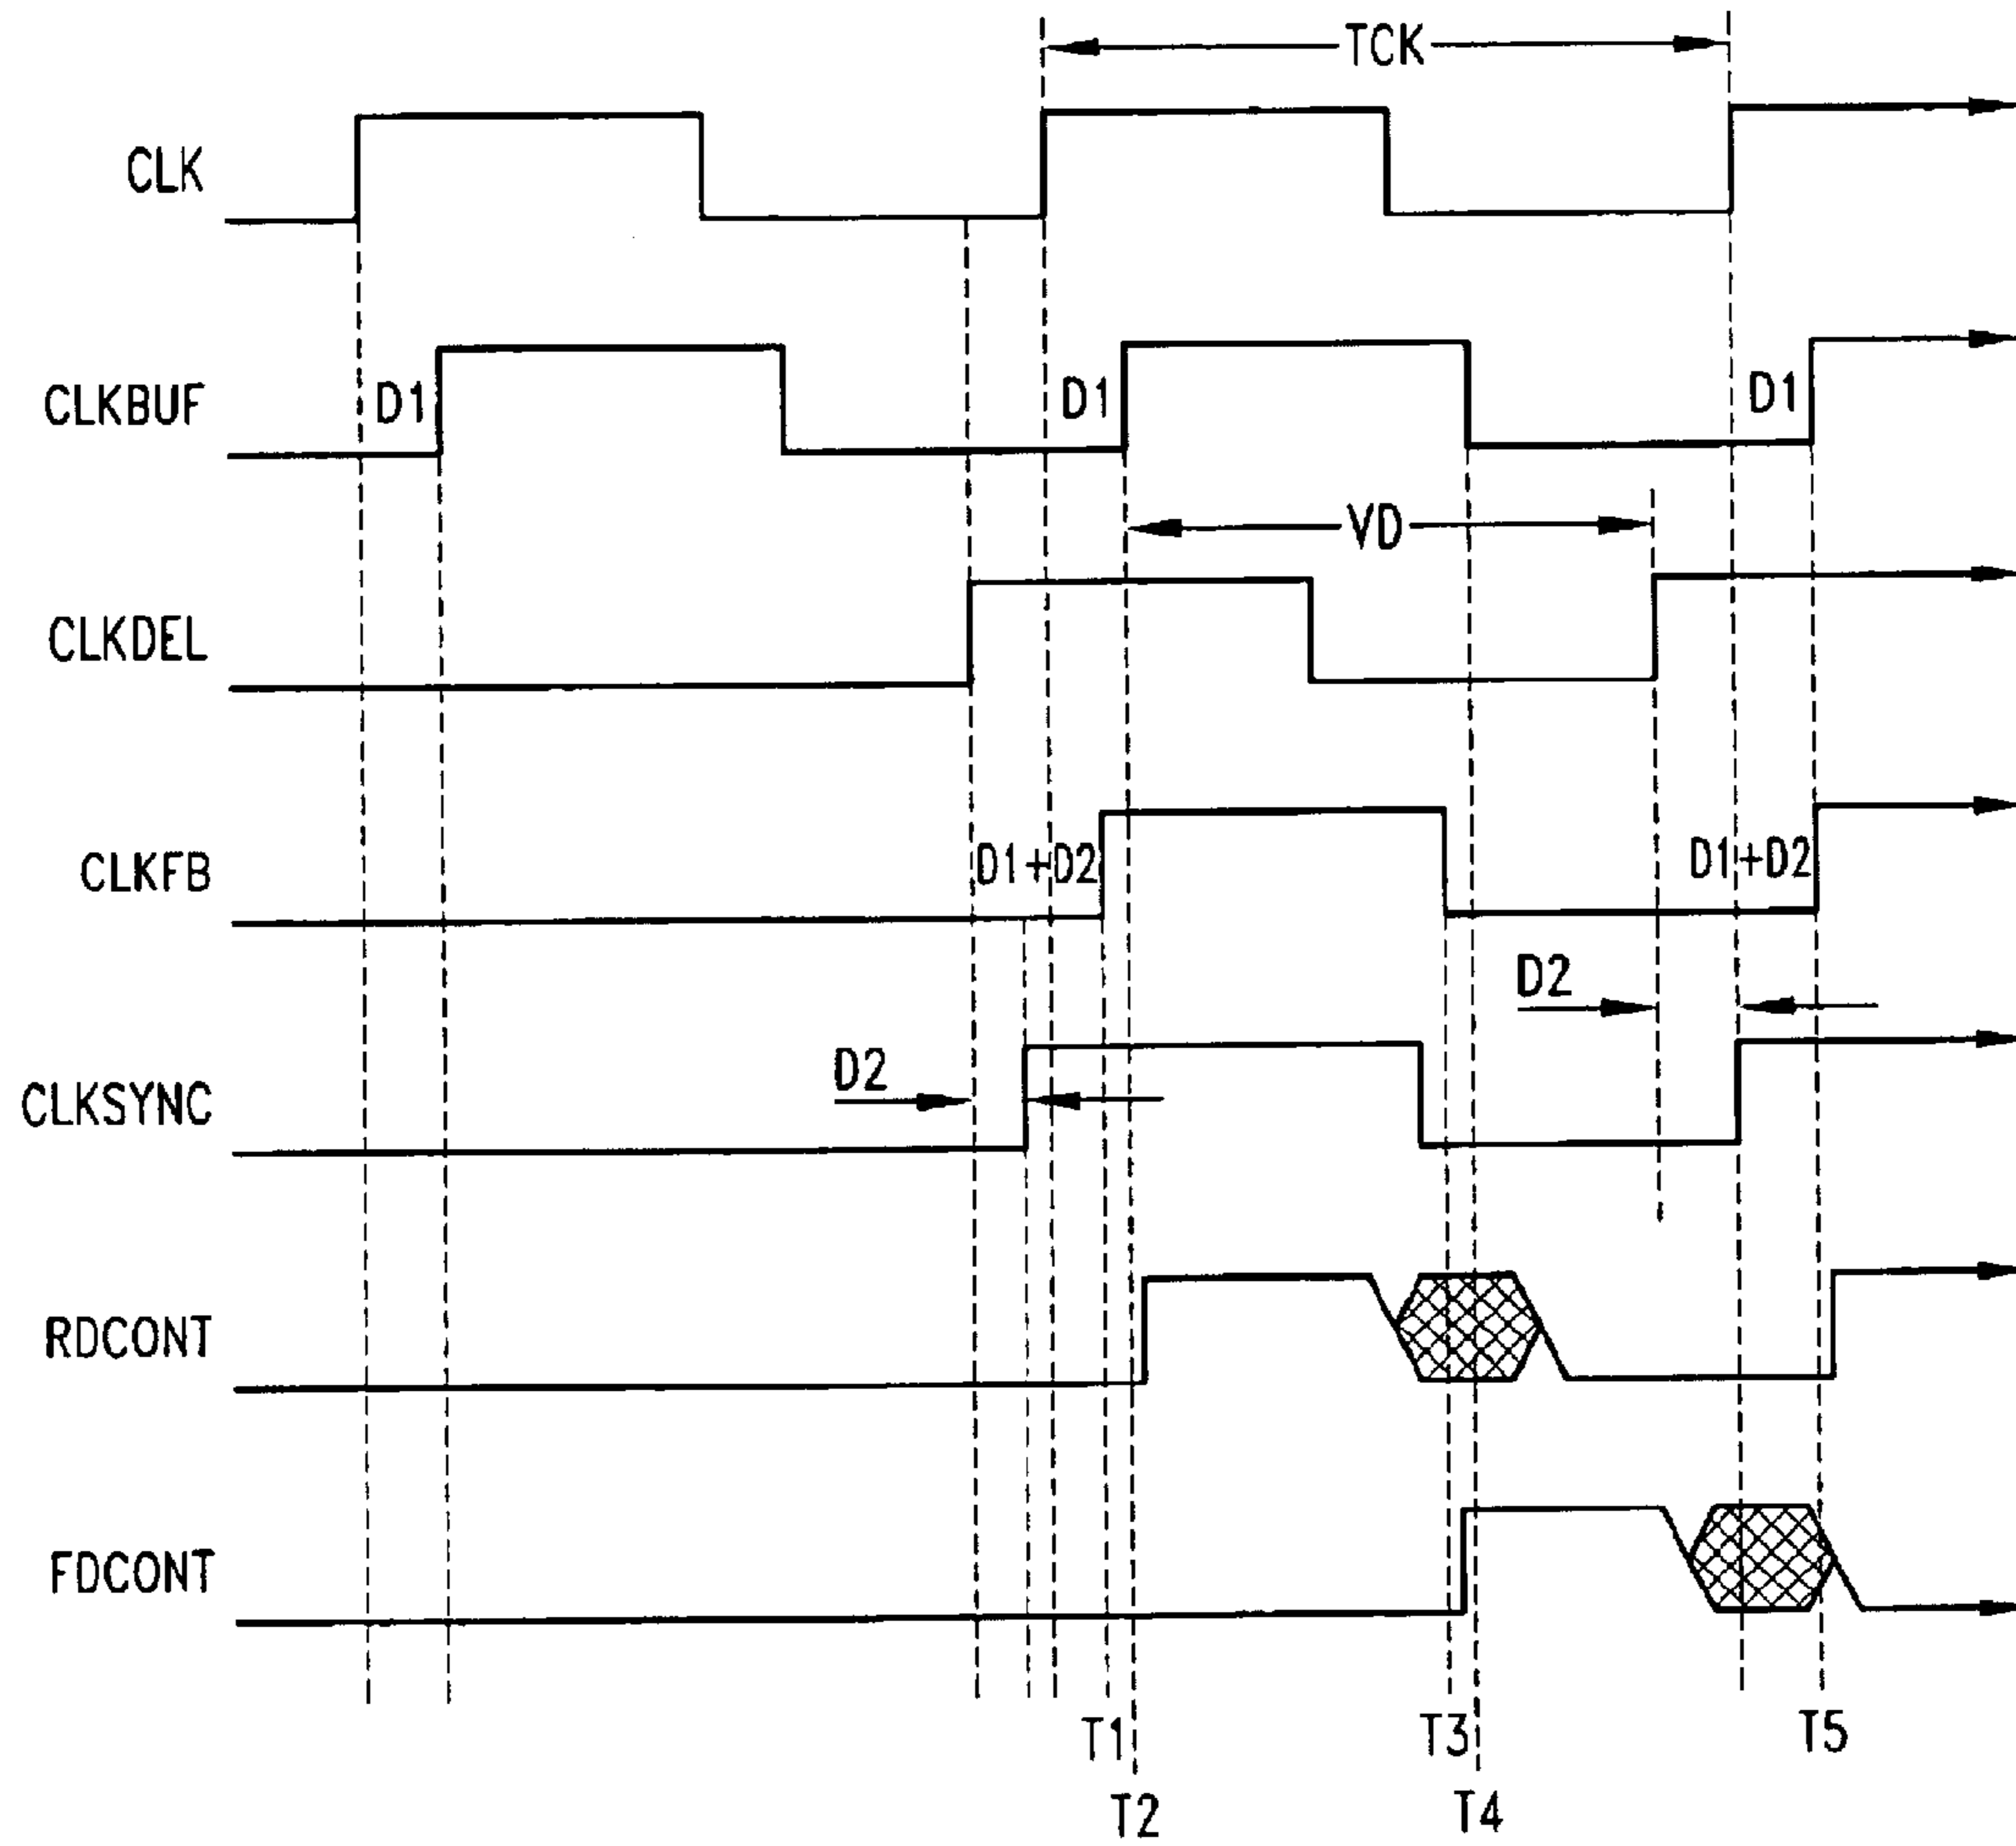 TCK
CLK
CLKBUF D1 D1 D1
VD
CLKDEL
CLKFB D1+D2 D1+D2
D2
D2
CLKSYNC
RDCONT
FDCONT
T1 T3 T5
T2 T4